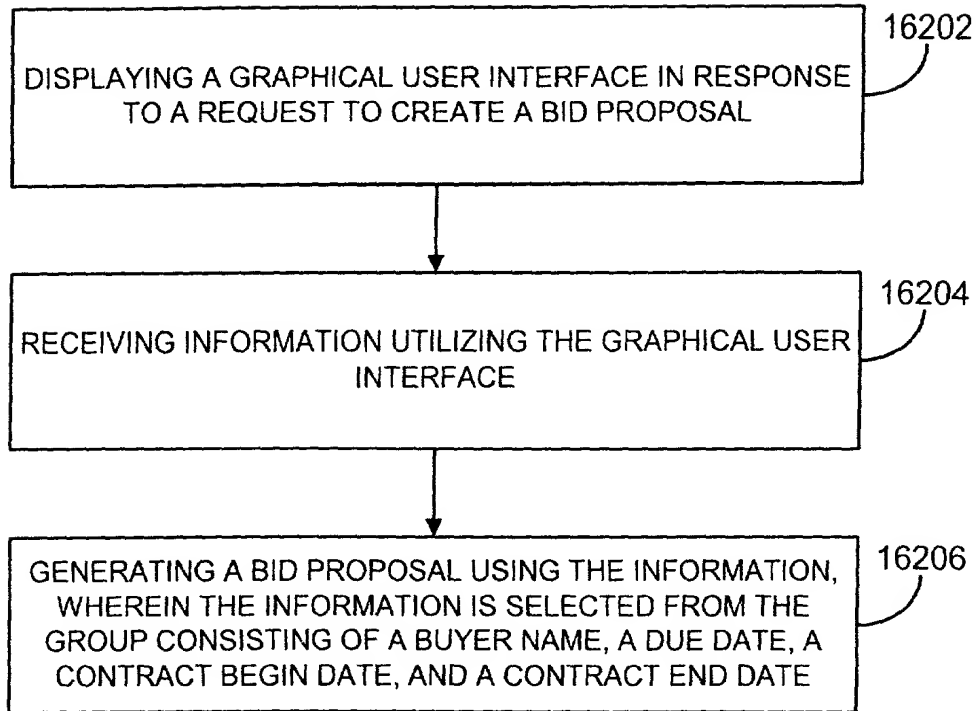 16202
DISPLAYING A GRAPHICAL USER INTERFACE IN RESPONSE
TO A REQUEST TO CREATE A BID PROPOSAL
16204
RECEIVING INFORMATION UTILIZING THE GRAPHICAL USER
INTERFACE
16206
GENERATING A BID PROPOSAL USING THE INFORMATION,
WHEREIN THE INFORMATION IS SELECTED FROM THE
GROUP CONSISTING OF A BUYER NAME, A DUE DATE, A
CONTRACT BEGIN DATE, AND A CONTRACT END DATE